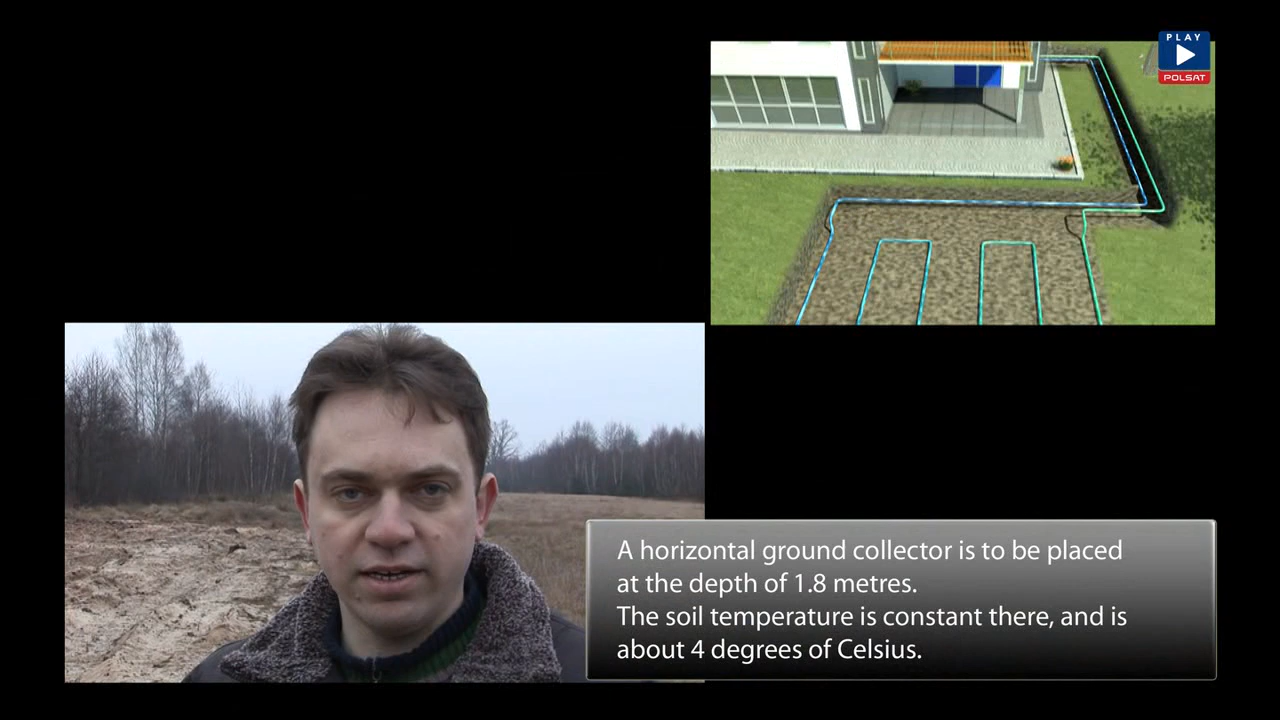 PLAY
POLSAT
A horizontal ground collector is to be placed
at the depth of 1.8 metres.
The soil temperature is constant there, and is
about 4 degrees of Celsius.